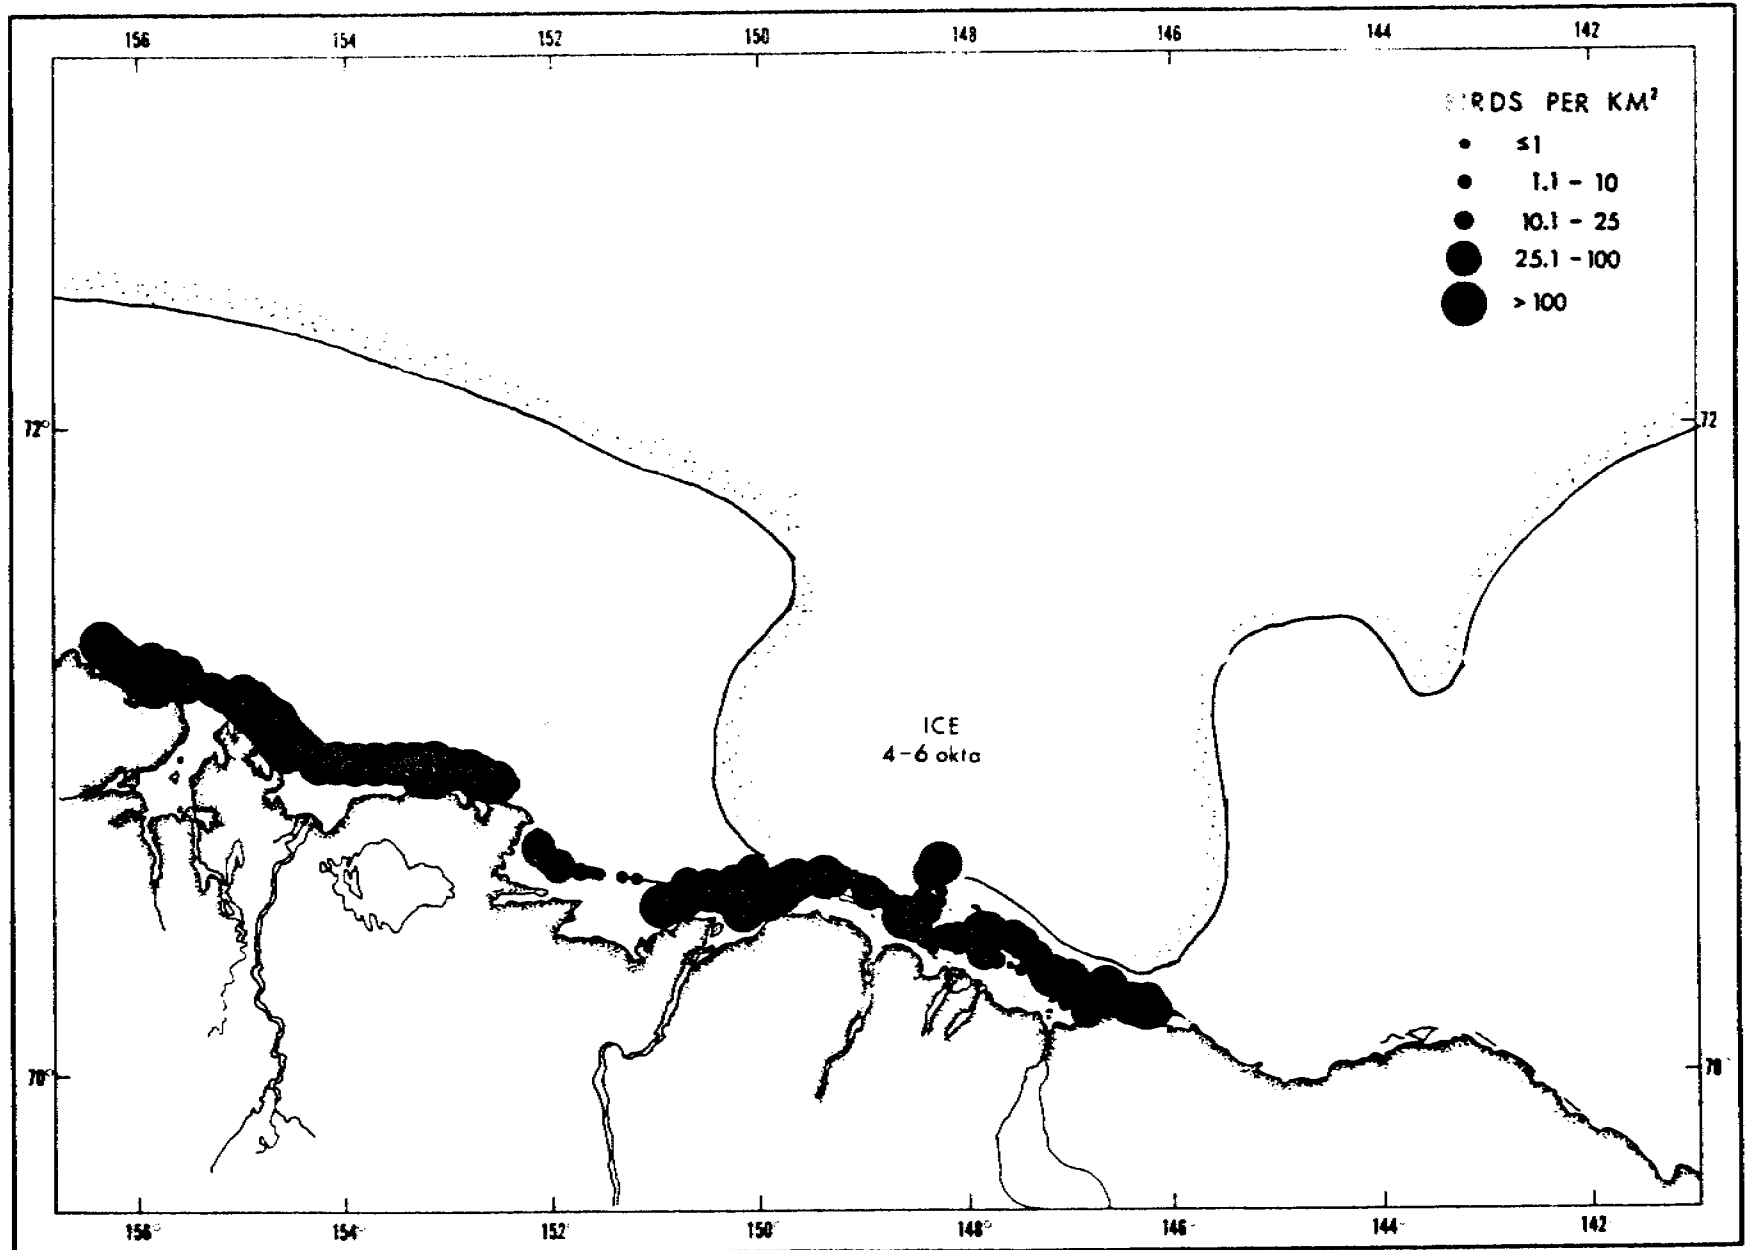 156 154 152 150 148 146 144 142
BIRDS PER KM²
≤1
1.1 - 10
10.1 - 25
25.1 - 100
> 100
72° 72
ICE
4-6 okta
70° 70
156° 154° 152 150° 148° 146 144 142